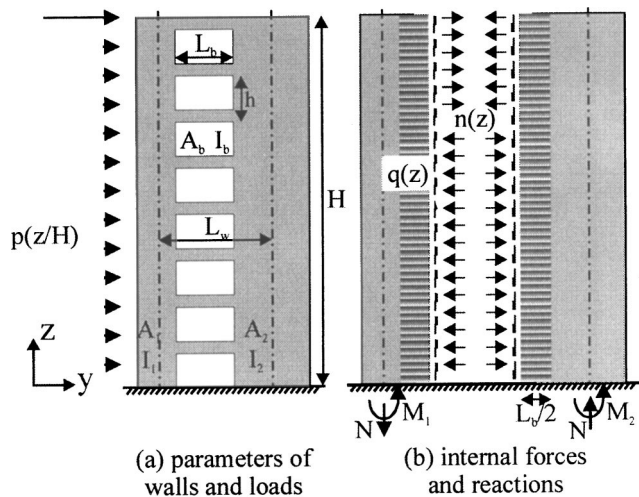 L_b
h
A_b I_b
L_w
H
p(z/H)
z
y
A_1 A_2
I_1 I_2
n(z)
q(z)
N M_1 L_b/2 N M_2
(a) parameters of
walls and loads
(b) internal forces
and reactions